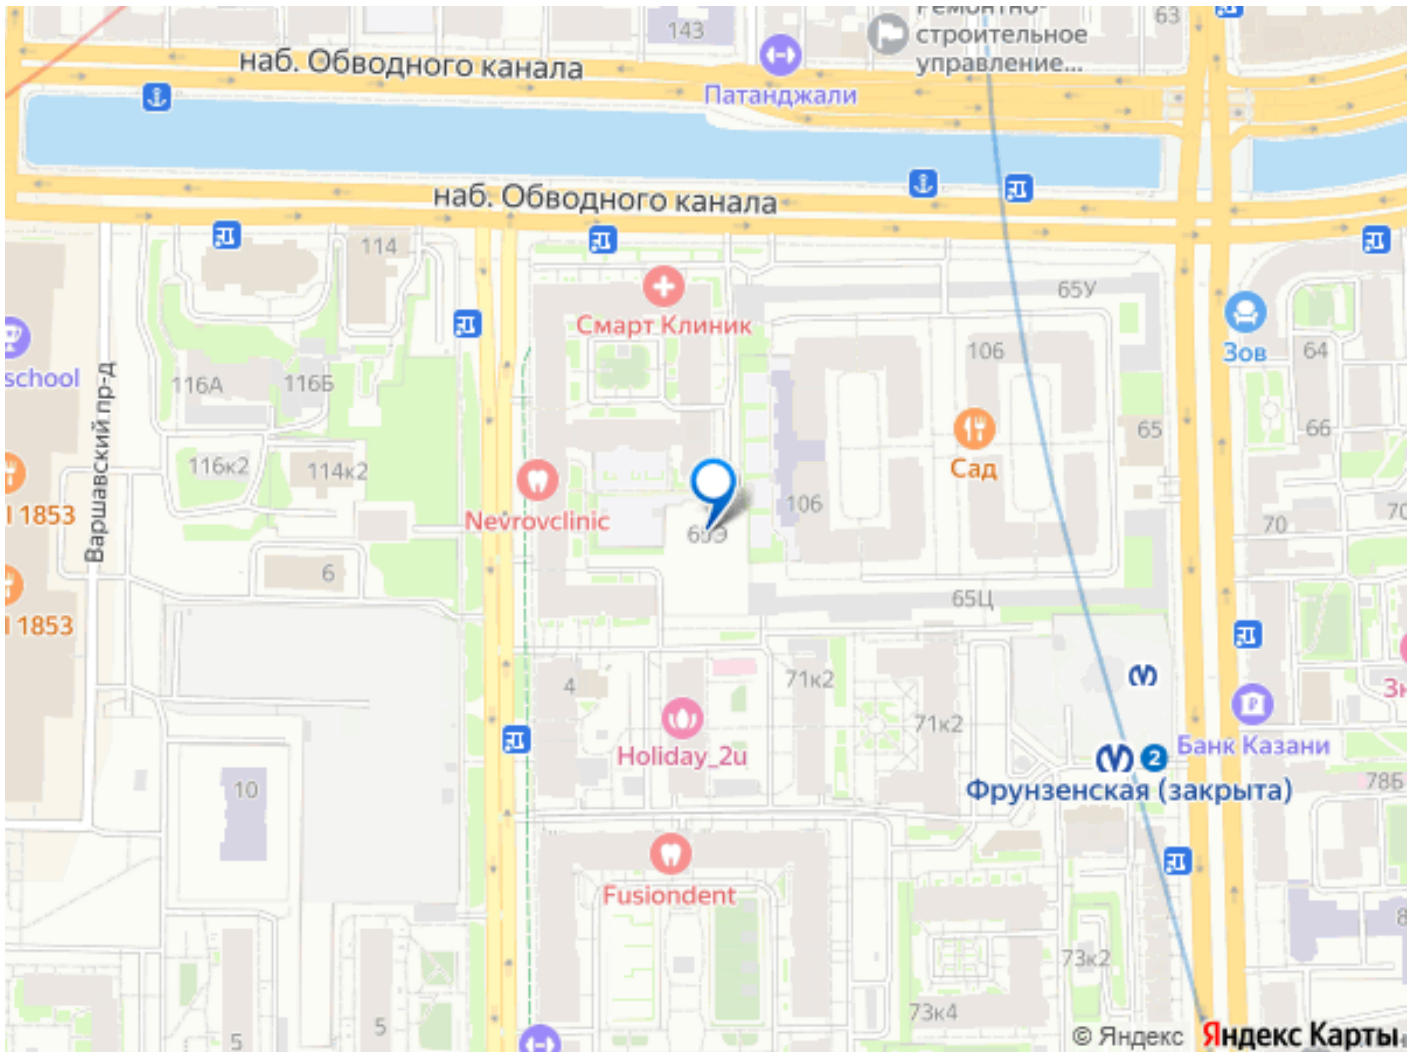 143
63
Ремонтно-
строительное
управление...
наб. Обводного канала
Патанджали
наб. Обводного канала
114
65У
Смарт Клиник
106
Зов
64
school
116А
116Б
Варшавский пр-д
66
65
116к2
114к2
Сад
1853
Nevrovclinic
106
70
70
65Э
6
65Ц
1853
4
71к2
71к2
Holiday_2u
Банк Казани
2
Фрунзенская (закрыта)
78Б
10
Fusiondent
8
73к2
73к4
5
5
© Яндекс Яндекс Карты